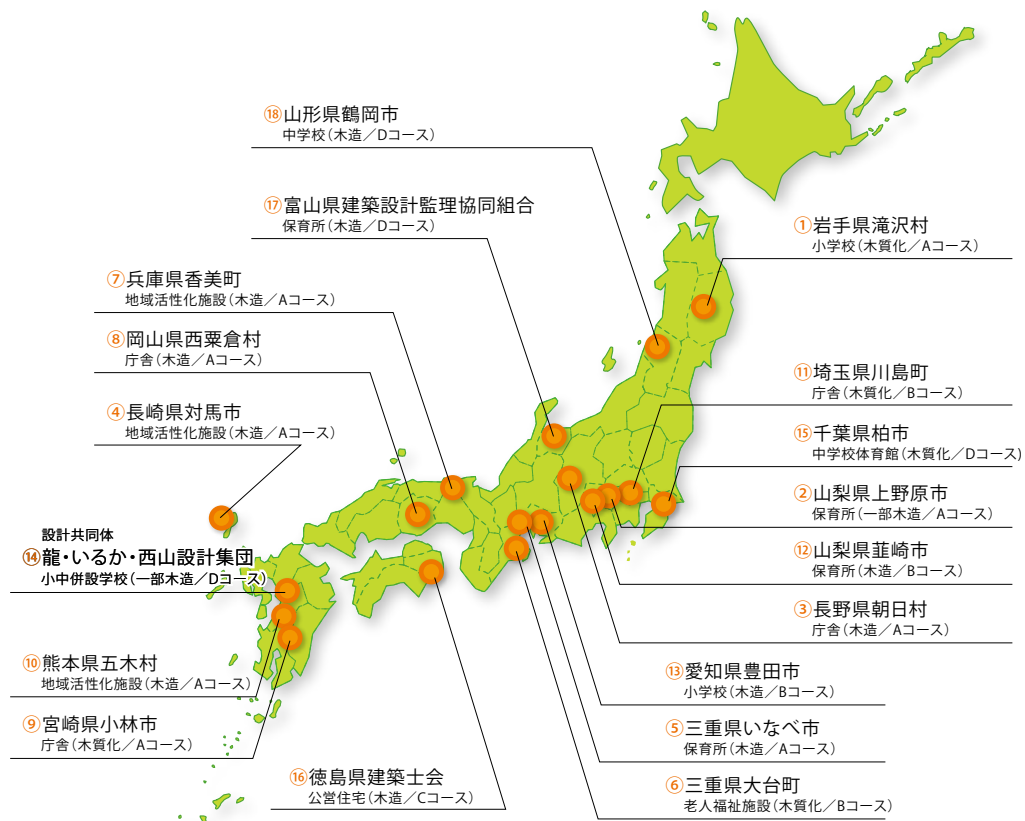 ⑱山形県鶴岡市
中学校(木造／Dコース)
⑰富山県建築設計監理協同組合
保育所(木造／Dコース)
①岩手県滝沢村
小学校(木質化／Aコース)
⑦兵庫県香美町
地域活性化施設(木造／Aコース)
⑧岡山県西粟倉村
庁舎(木造／Aコース)
④長崎県対馬市
地域活性化施設(木造／Aコース)
⑪埼玉県川島町
庁舎(木質化／Bコース)
⑮千葉県柏市
中学校体育館(木質化／Dコース)
②山梨県上野原市
保育所(一部木造／Aコース)
⑫山梨県韮崎市
保育所(木造／Bコース)
③長野県朝日村
庁舎(木造／Aコース)
設計共同体
⑭龍・いるか・西山設計集団
小中併設学校(一部木造／Dコース)
⑩熊本県五木村
地域活性化施設(木造／Aコース)
⑨宮崎県小林市
庁舎(木質化／Aコース)
⑯徳島県建築士会
公営住宅(木造／Cコース)
⑬愛知県豊田市
小学校(木造／Bコース)
⑤三重県いなべ市
保育所(木造／Aコース)
⑥三重県大台町
老人福祉施設(木質化／Bコース)